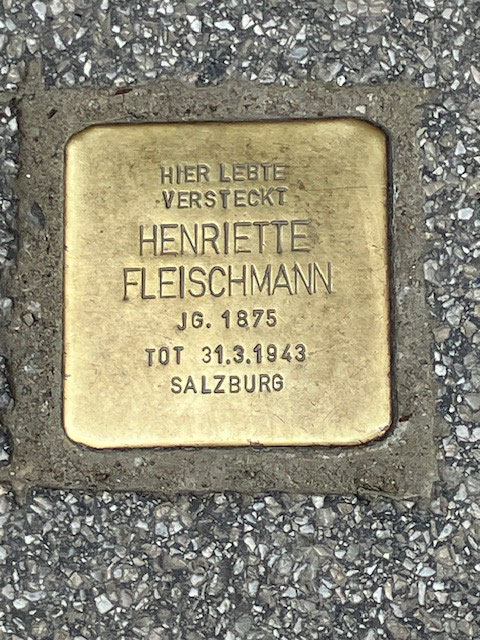 HIER LEBTE
VERSTECKT
HENRIETTE
FLEISCHMANN
JG. 1875
TOT 31.3.1943
SALZBURG